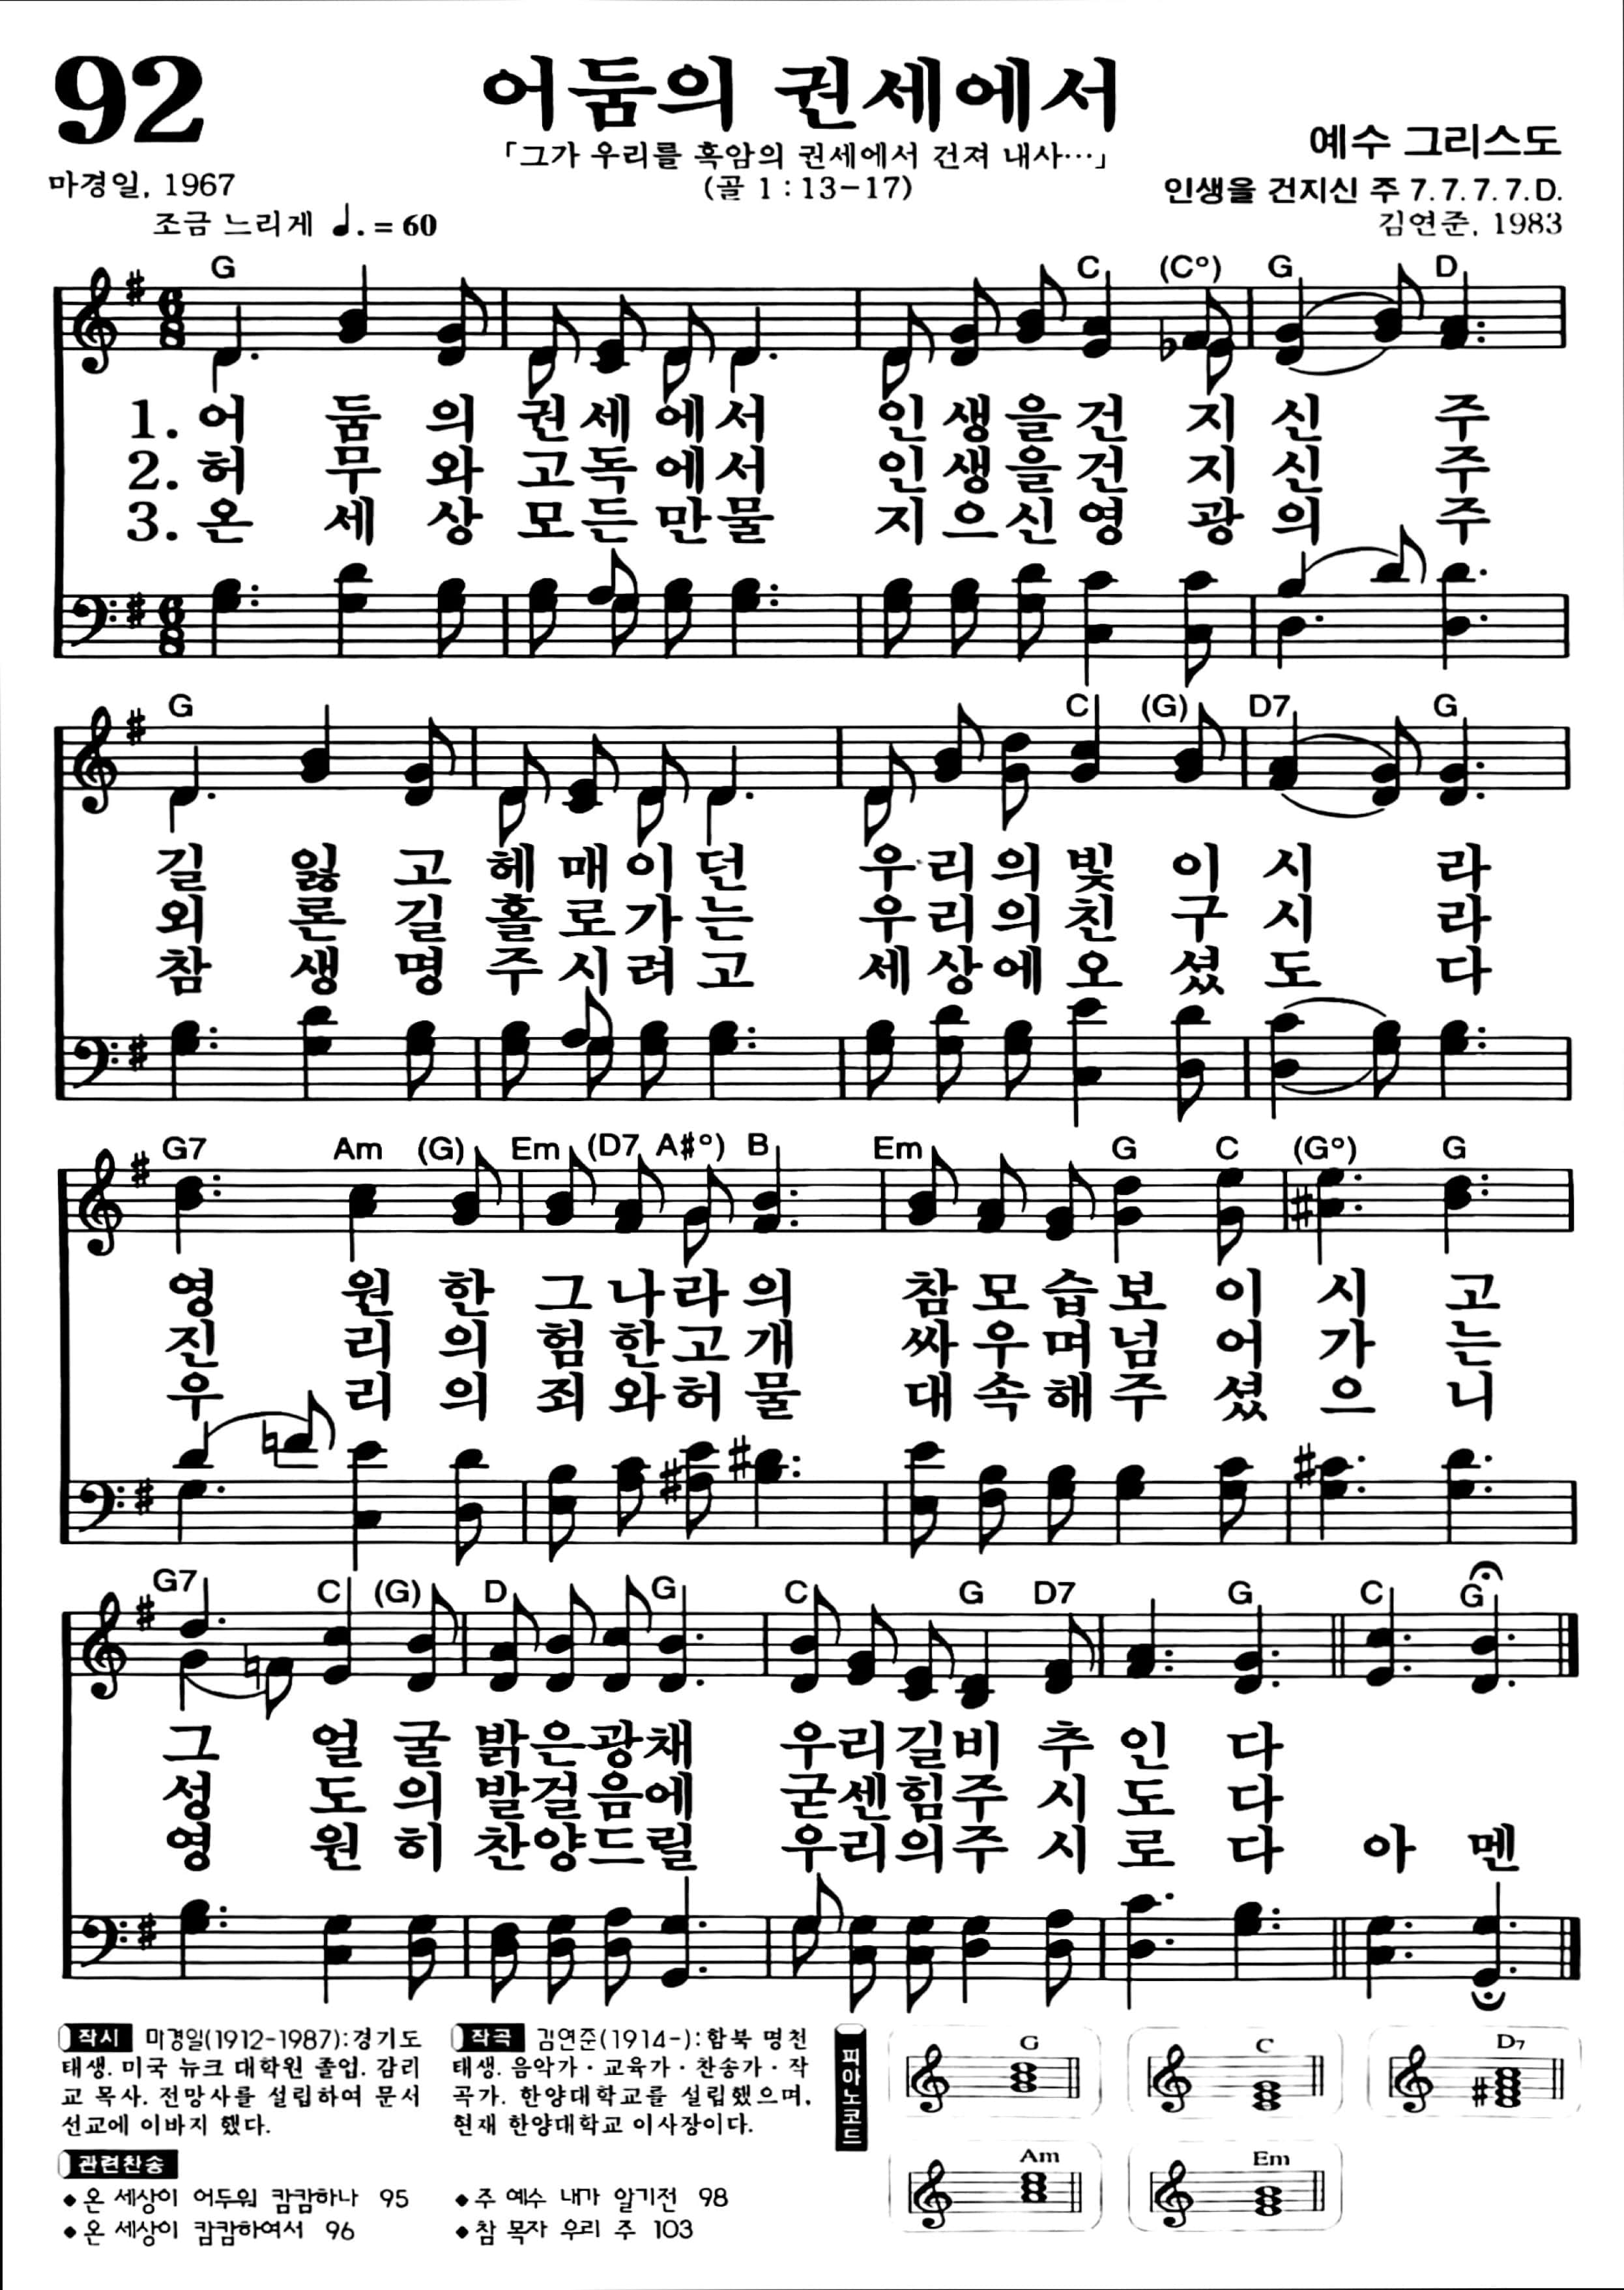 92
어둠의 권세에서
「그가 우리를 흑암의 권세에서 건져 내사…」
(골 1 : 13-17)
예수 그리스도
마경일, 1967
인생을 건지신 주 7. 7. 7. 7. D.
조금 느리게 ♩. = 60
김연준, 1983
G C (C°) G D
6 8
1. 어 둠 의 권 세 에 서 인 생 을 건 지 신 주
2. 허 무 와 고 독 에 서 인 생 을 건 지 신 주
3. 온 세 상 모 든 만 물 지 으 신 영 광 의 주
6 8
G C (G) D7 G
길 잃 고 헤 매 이 던 우 리 의 빛 이 시 라
외 론 길 홀 로 가 는 우 리 의 친 구 시 라
참 생 명 주 시 려 고 세 상 에 오 셨 도 다
G7 Am (G) Em (D7 A#°) B Em G C (G°) G
영 원 한 그 나 라 의 참 모 습 보 이 시 고
진 리 의 험 한 고 개 싸 우 며 넘 어 가 는
우 리 의 죄 와 허 물 대 속 해 주 셨 으 니
G7 C (G) D G C G D7 G C G
그 얼 굴 밝 은 광 채 우 리 길 비 추 인 다
성 도 의 발 걸 음 에 굳 센 힘 주 시 도 다
영 원 히 찬 양 드 릴 우 리 의 주 시 로 다 아 멘
작시 마경일(1912-1987):경기도
태생. 미국 뉴크 대학원 졸업. 감리
교 목사. 전망사를 설립하여 문서
선교에 이바지 했다.
작곡 김연준(1914-):함북 명천
태생. 음악가·교육가·찬송가·작
곡가. 한양대학교를 설립했으며,
현재 한양대학교 이사장이다.
피아노코드
G C D7
Am Em
관련찬송
◆온 세상이 어두워 캄캄하나 95
◆온 세상이 캄캄하여서 96
◆주 예수 내가 알기전 98
◆참 목자 우리 주 103